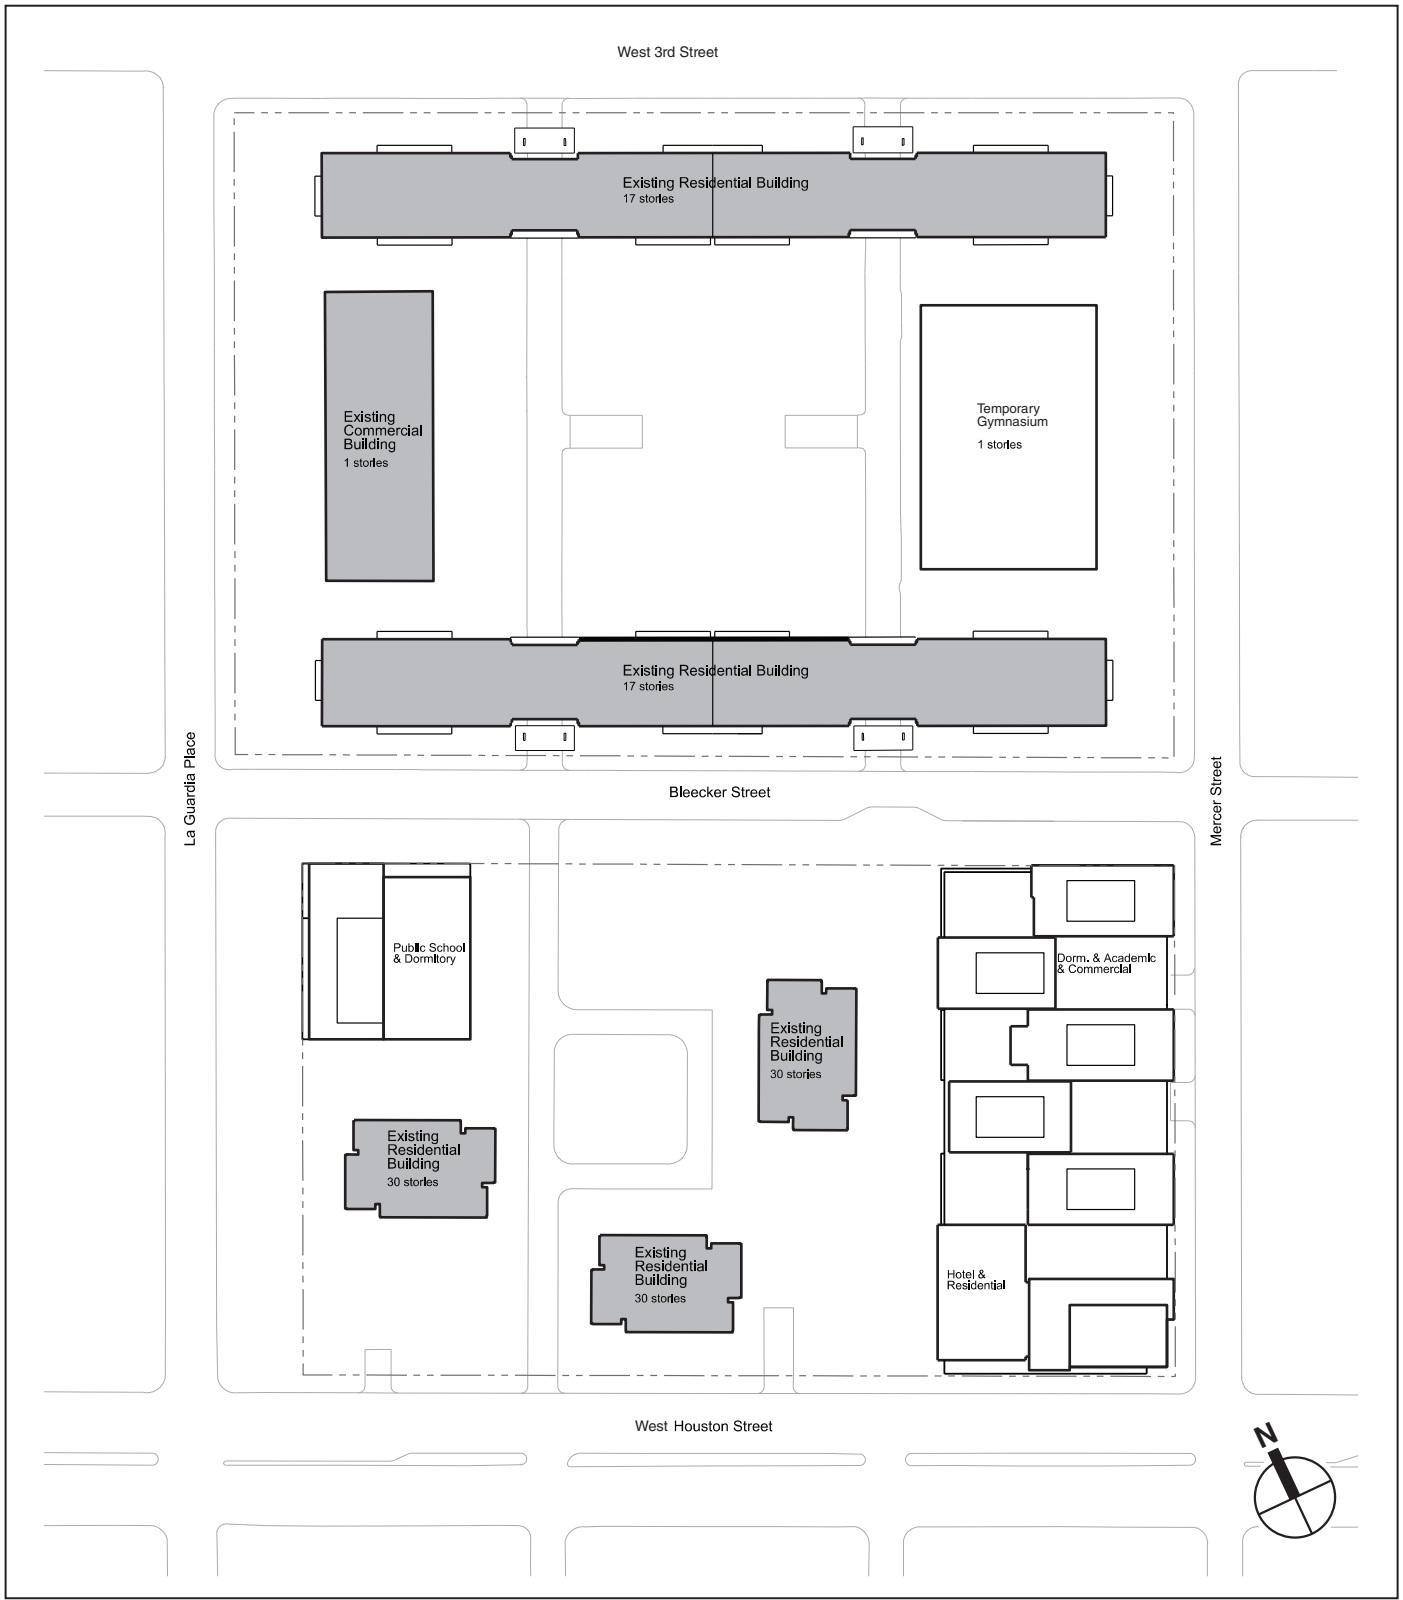 West 3rd Street
Existing Residential Building
17 stories
Existing
Commercial
Building
1 stories
Temporary
Gymnasium
1 stories
Existing Residential Building
17 stories
La Guardia Place
Mercer Street
Bleecker Street
Public School
& Dormitory
Dorm. & Academic
& Commercial
Existing
Residential
Building
30 stories
Existing
Residential
Building
30 stories
Existing
Residential
Building
30 stories
Hotel &
Residential
West Houston Street
N